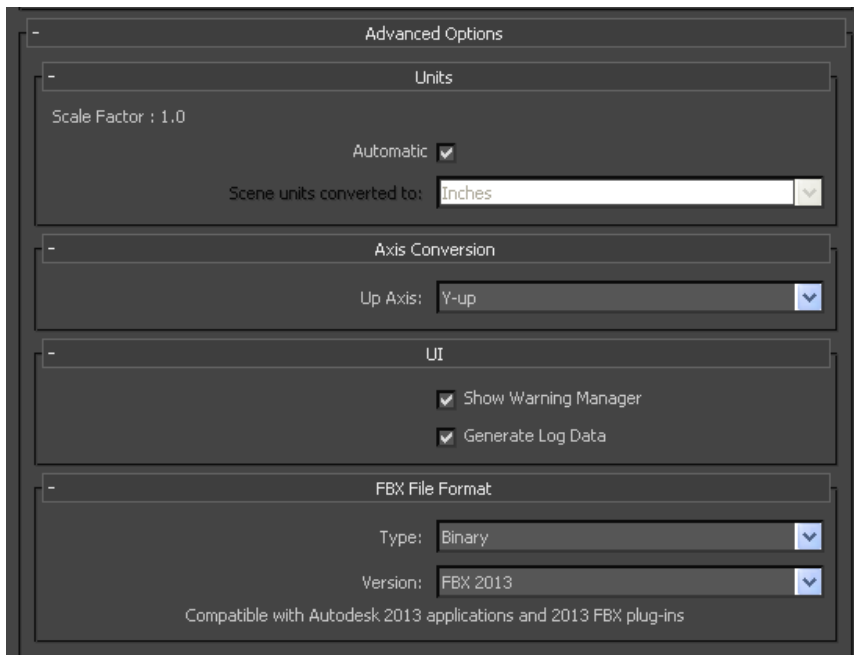 - Advanced Options
- Units
Scale Factor : 1.0
Automatic
Scene units converted to: Inches
- Axis Conversion
Up Axis: Y-up
- UI
Show Warning Manager
Generate Log Data
- FBX File Format
Type: Binary
Version: FBX 2013
Compatible with Autodesk 2013 applications and 2013 FBX plug-ins